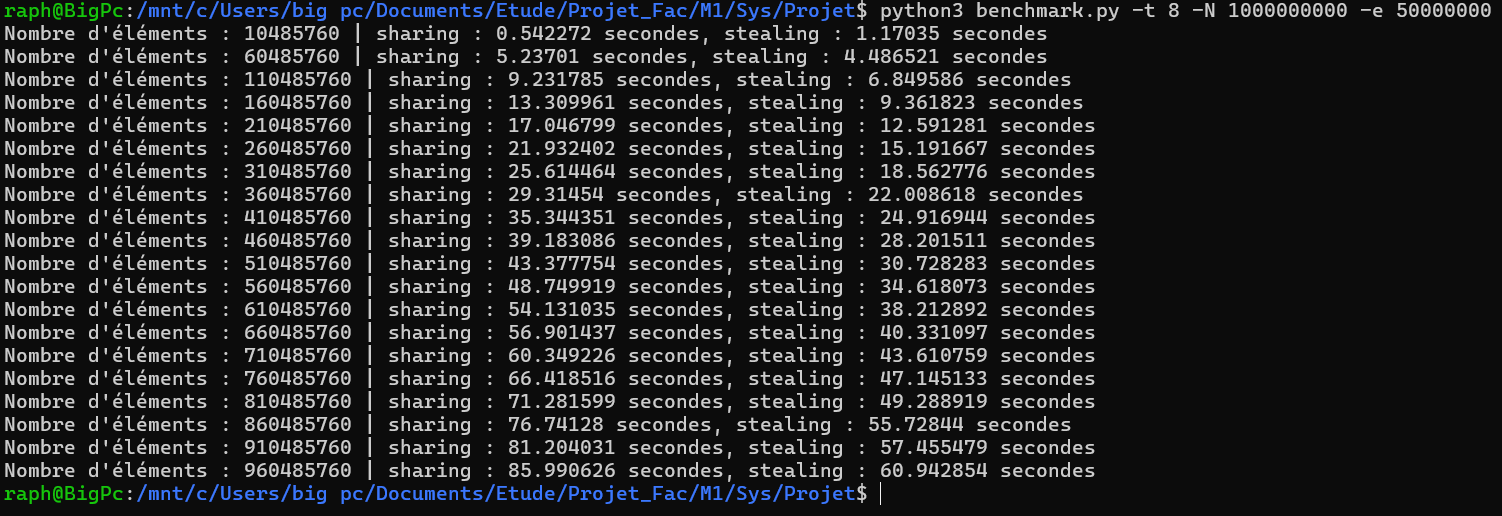 raph@BigPc:/mnt/c/Users/big pc/Documents/Etude/Projet_Fac/M1/Sys/Projet$ python3 benchmark.py -t 8 -N 1000000000 -e 50000000
Nombre d'éléments : 10485760 | sharing : 0.542272 secondes, stealing : 1.17035 secondes
Nombre d'éléments : 60485760 | sharing : 5.23701 secondes, stealing : 4.486521 secondes
Nombre d'éléments : 110485760 | sharing : 9.231785 secondes, stealing : 6.849586 secondes
Nombre d'éléments : 160485760 | sharing : 13.309961 secondes, stealing : 9.361823 secondes
Nombre d'éléments : 210485760 | sharing : 17.046799 secondes, stealing : 12.591281 secondes
Nombre d'éléments : 260485760 | sharing : 21.932402 secondes, stealing : 15.191667 secondes
Nombre d'éléments : 310485760 | sharing : 25.614464 secondes, stealing : 18.562776 secondes
Nombre d'éléments : 360485760 | sharing : 29.31454 secondes, stealing : 22.008618 secondes
Nombre d'éléments : 410485760 | sharing : 35.344351 secondes, stealing : 24.916944 secondes
Nombre d'éléments : 460485760 | sharing : 39.183086 secondes, stealing : 28.201511 secondes
Nombre d'éléments : 510485760 | sharing : 43.377754 secondes, stealing : 30.728283 secondes
Nombre d'éléments : 560485760 | sharing : 48.749919 secondes, stealing : 34.618073 secondes
Nombre d'éléments : 610485760 | sharing : 54.131035 secondes, stealing : 38.212892 secondes
Nombre d'éléments : 660485760 | sharing : 56.901437 secondes, stealing : 40.331097 secondes
Nombre d'éléments : 710485760 | sharing : 60.349226 secondes, stealing : 43.610759 secondes
Nombre d'éléments : 760485760 | sharing : 66.418516 secondes, stealing : 47.145133 secondes
Nombre d'éléments : 810485760 | sharing : 71.281599 secondes, stealing : 49.288919 secondes
Nombre d'éléments : 860485760 | sharing : 76.74128 secondes, stealing : 55.72844 secondes
Nombre d'éléments : 910485760 | sharing : 81.204031 secondes, stealing : 57.455479 secondes
Nombre d'éléments : 960485760 | sharing : 85.990626 secondes, stealing : 60.942854 secondes
raph@BigPc:/mnt/c/Users/big pc/Documents/Etude/Projet_Fac/M1/Sys/Projet$